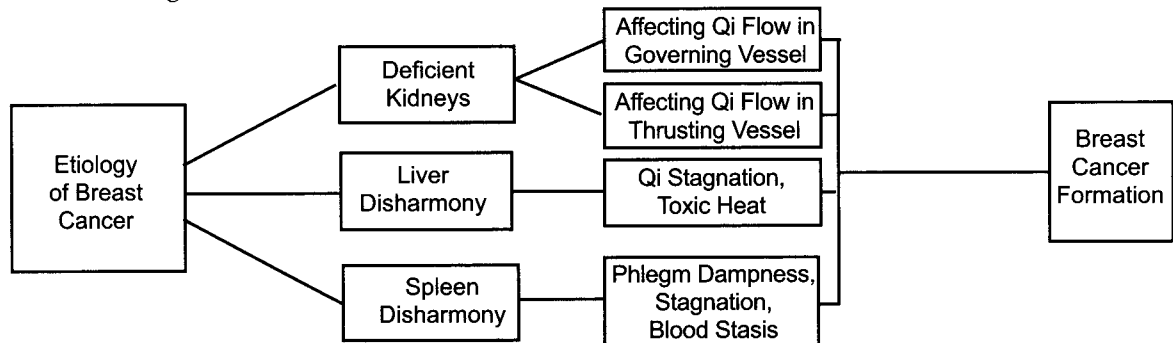 Etiology
of Breast
Cancer
Deficient
Kidneys
Liver
Disharmony
Spleen
Disharmony
Affecting Qi Flow in
Governing Vessel
Affecting Qi Flow in
Thrusting Vessel
Qi Stagnation,
Toxic Heat
Phlegm Dampness,
Stagnation,
Blood Stasis
Breast
Cancer
Formation